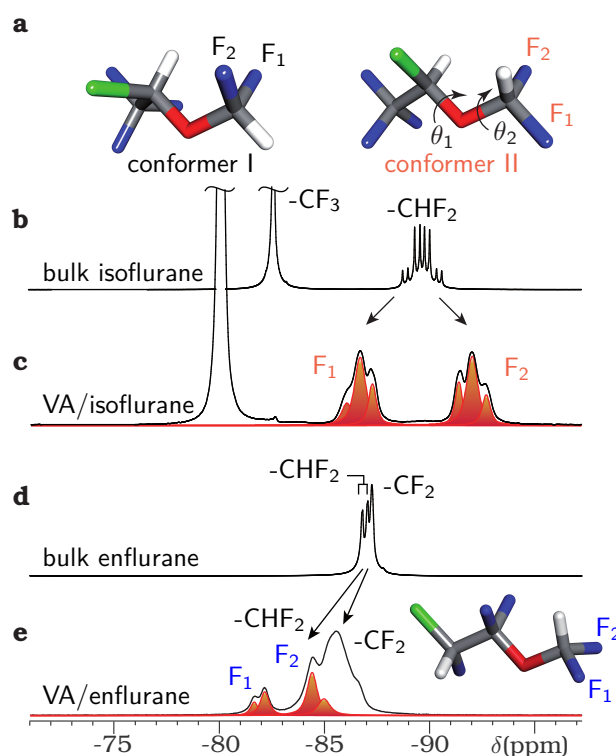 a
F₂ F₁
F₂
F₁
θ₁ θ₂
conformer I conformer II
b
-CF₃ -CHF₂
bulk isoflurane
c
F₁ F₂
VA/isoflurane
d
-CHF₂
-CF₂
bulk enflurane
e
-CHF₂
-CF₂
F₁ F₂
F₂
F₁
VA/enflurane
-75 -80 -85 -90 δ(ppm)